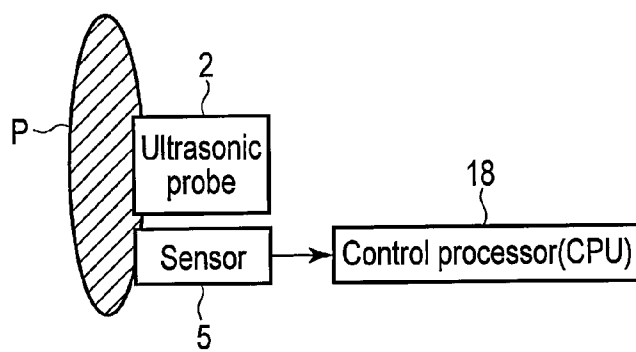 2
P
Ultrasonic
probe
18
Sensor
Control processor(CPU)
5